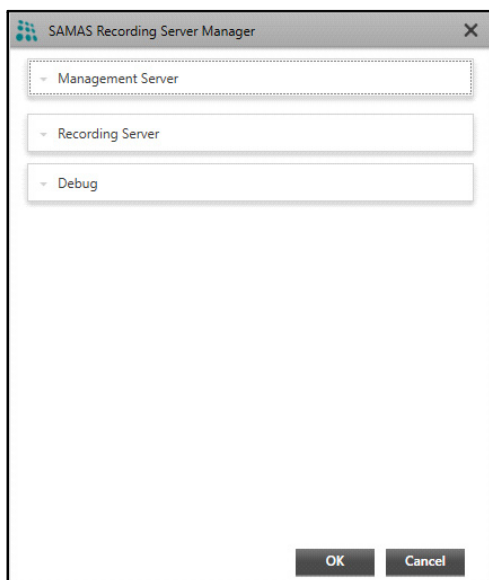 SAMAS Recording Server Manager
Management Server
Recording Server
Debug
OK Cancel